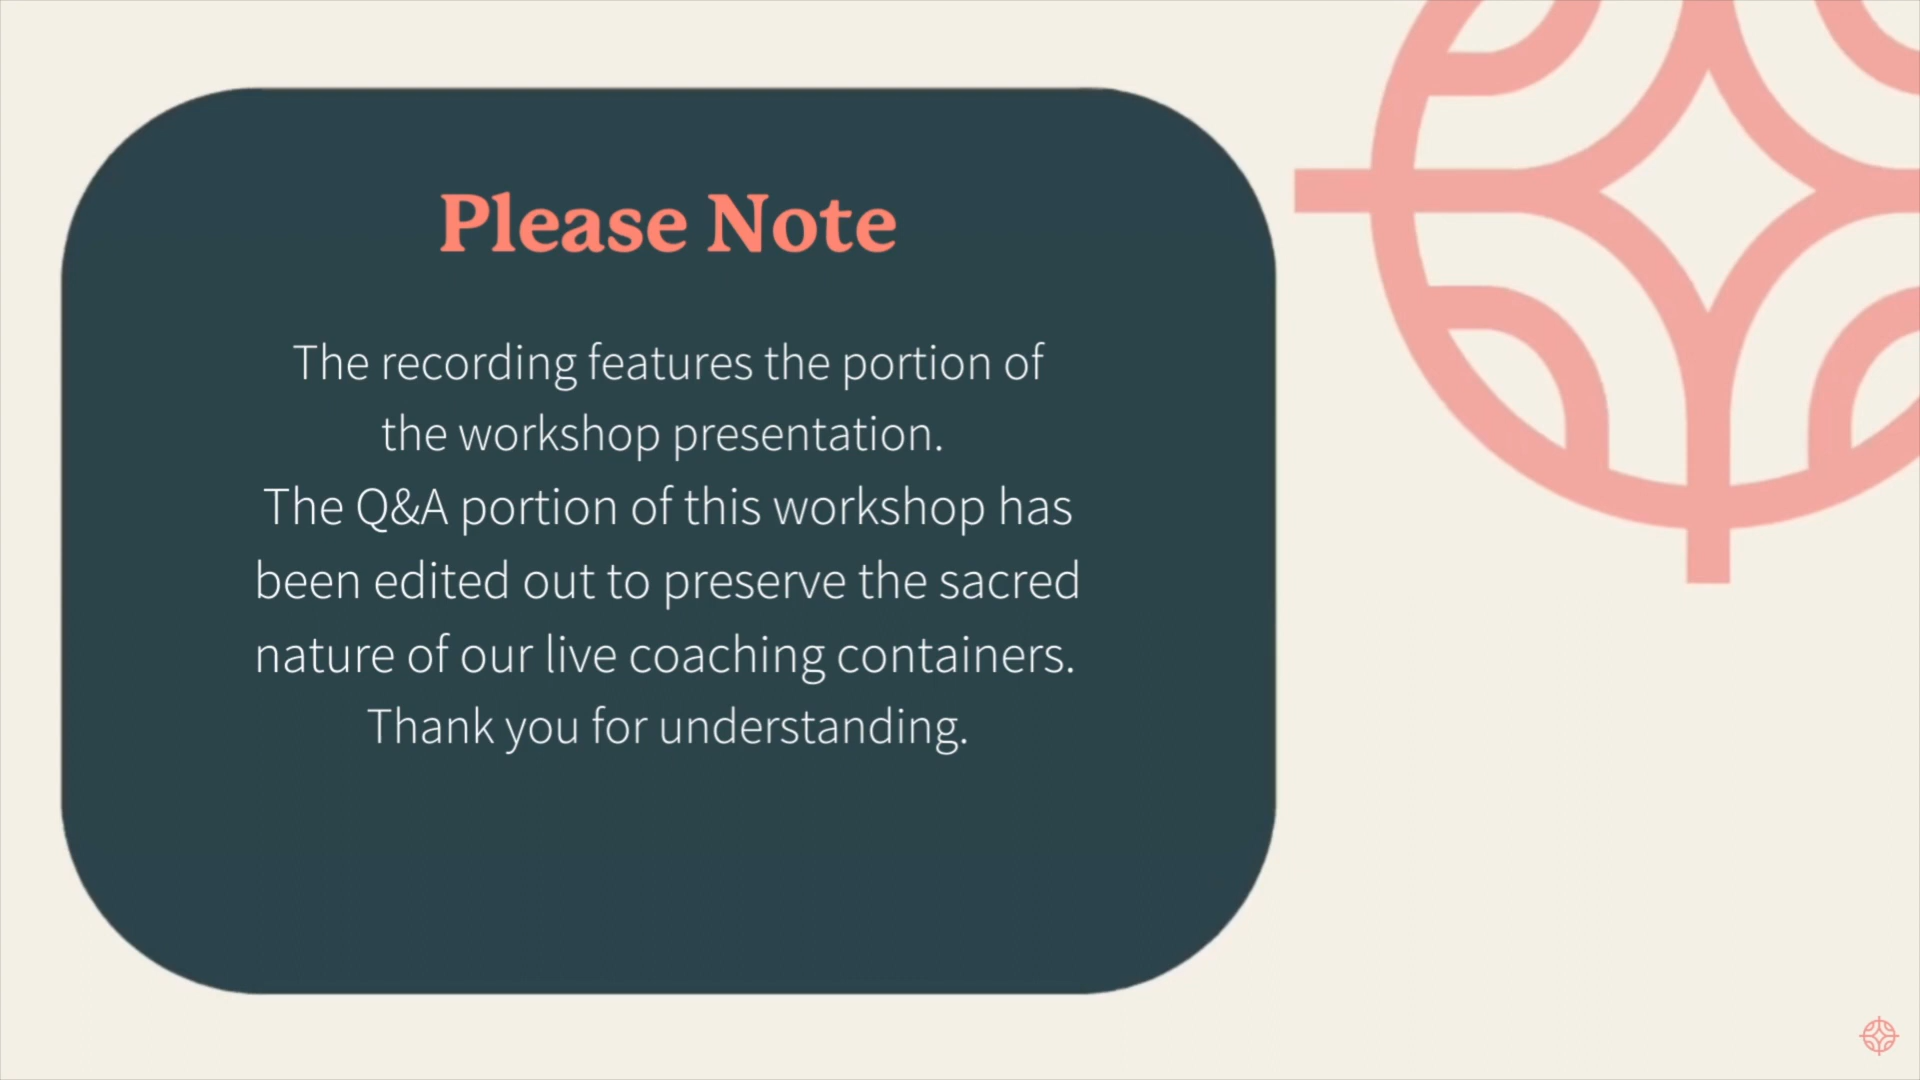 Please Note
The recording features the portion of
the workshop presentation.
The Q&A portion of this workshop has
been edited out to preserve the sacred
nature of our live coaching containers.
Thank you for understanding.